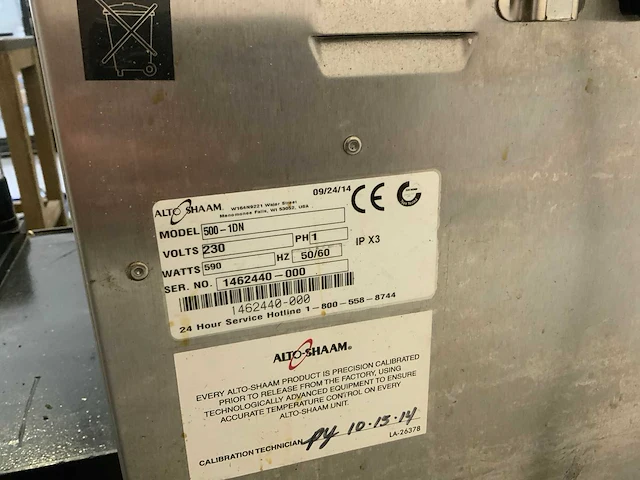 09/24/14
ALTO-SHAAM
W164N9221 Water Street
Menomonee Falls, WI 53052, USA
CE
MODEL 500-1DN
VOLTS 230 PH 1 IP X3
WATTS 590 HZ 50/60
SER. NO. 1462440-000
1462440-000
24 Hour Service Hotline 1-800-558-8744
ALTO-SHAAM®
EVERY ALTO-SHAAM PRODUCT IS PRECISION CALIBRATED
PRIOR TO RELEASE FROM THE FACTORY, USING
TECHNOLOGICALLY ADVANCED EQUIPMENT TO ENSURE
ACCURATE TEMPERATURE CONTROL ON EVERY
ALTO-SHAAM UNIT.
CALIBRATION TECHNICIAN py 10-13-14
LA-26378